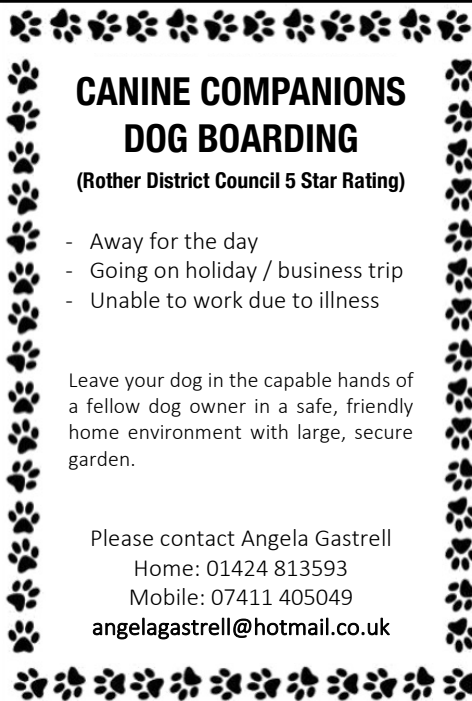 CANINE COMPANIONS
DOG BOARDING
(Rother District Council 5 Star Rating)
- Away for the day
- Going on holiday / business trip
- Unable to work due to illness
Leave your dog in the capable hands of
a fellow dog owner in a safe, friendly
home environment with large, secure
garden.
Please contact Angela Gastrell
Home: 01424 813593
Mobile: 07411 405049
angelagastrell@hotmail.co.uk